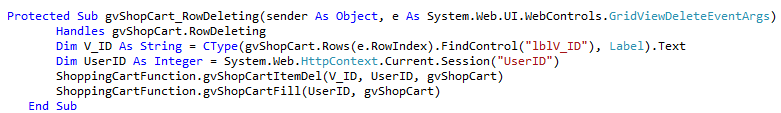 Protected Sub gvShopCart_RowDeleting(sender As Object, e As System.Web.UI.WebControls.GridViewDeleteEventArgs)
Handles gvShopCart.RowDeleting
Dim V_ID As String = CType(gvShopCart.Rows(e.RowIndex).FindControl("lblV_ID"), Label).Text
Dim UserID As Integer = System.Web.HttpContext.Current.Session("UserID")
ShoppingCartFunction.gvShopCartItemDel(V_ID, UserID, gvShopCart)
ShoppingCartFunction.gvShopCartFill(UserID, gvShopCart)
End Sub